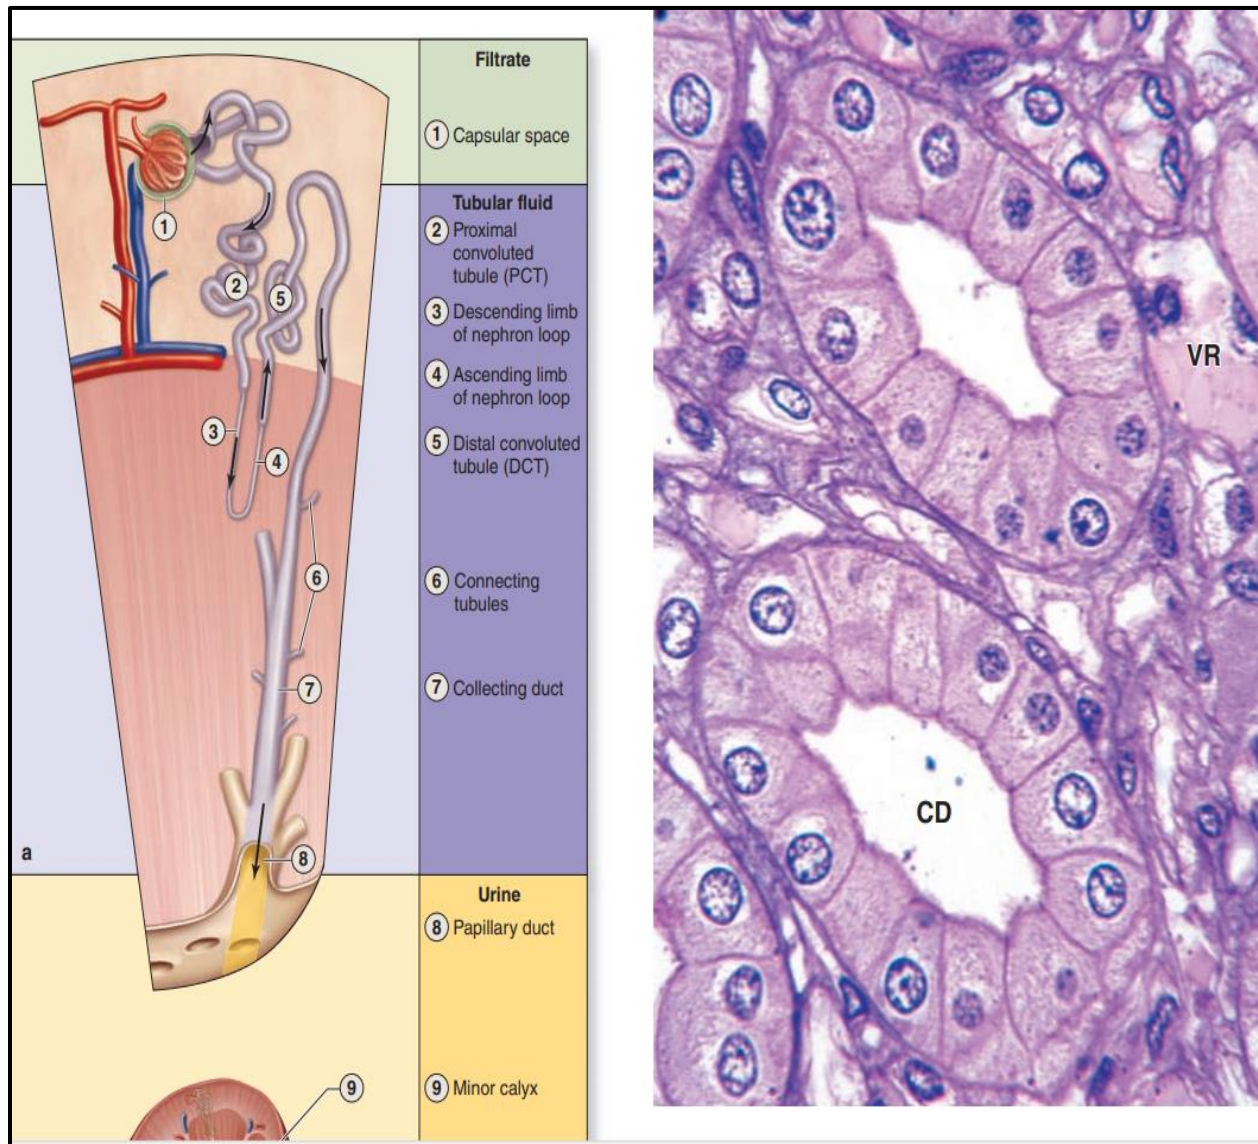 Filtrate
1 Capsular space
Tubular fluid
2 Proximal
convoluted
tubule (PCT)
3 Descending limb
of nephron loop
4 Ascending limb
of nephron loop
5 Distal convoluted
tubule (DCT)
6 Connecting
tubules
7 Collecting duct
Urine
8 Papillary duct
9 Minor calyx
1
2
5
3
4
6
7
8
a
9
VR
CD